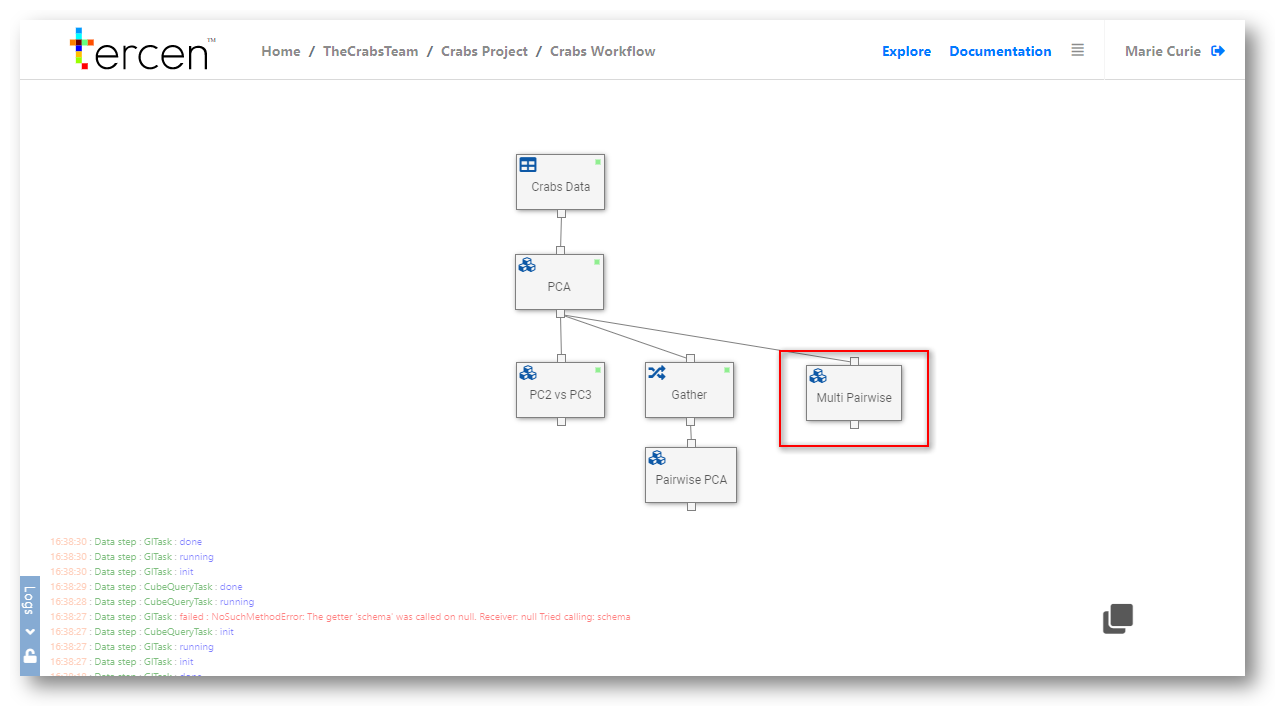 tercen™
Home / TheCrabsTeam / Crabs Project / Crabs Workflow
Explore Documentation Marie Curie
Crabs Data
PCA
PC2 vs PC3
Gather
Multi Pairwise
Pairwise PCA
16:38:30 : Data step : GlTask : done
16:38:30 : Data step : GlTask : running
16:38:30 : Data step : GlTask : init
16:38:29 : Data step : CubeQueryTask : done
16:38:28 : Data step : CubeQueryTask : running
16:38:27 : Data step : GlTask : failed : NoSuchMethodError: The getter 'schema' was called on null. Receiver: null Tried calling: schema
16:38:27 : Data step : CubeQueryTask : init
16:38:27 : Data step : GlTask : running
16:38:27 : Data step : GlTask : init
Logs